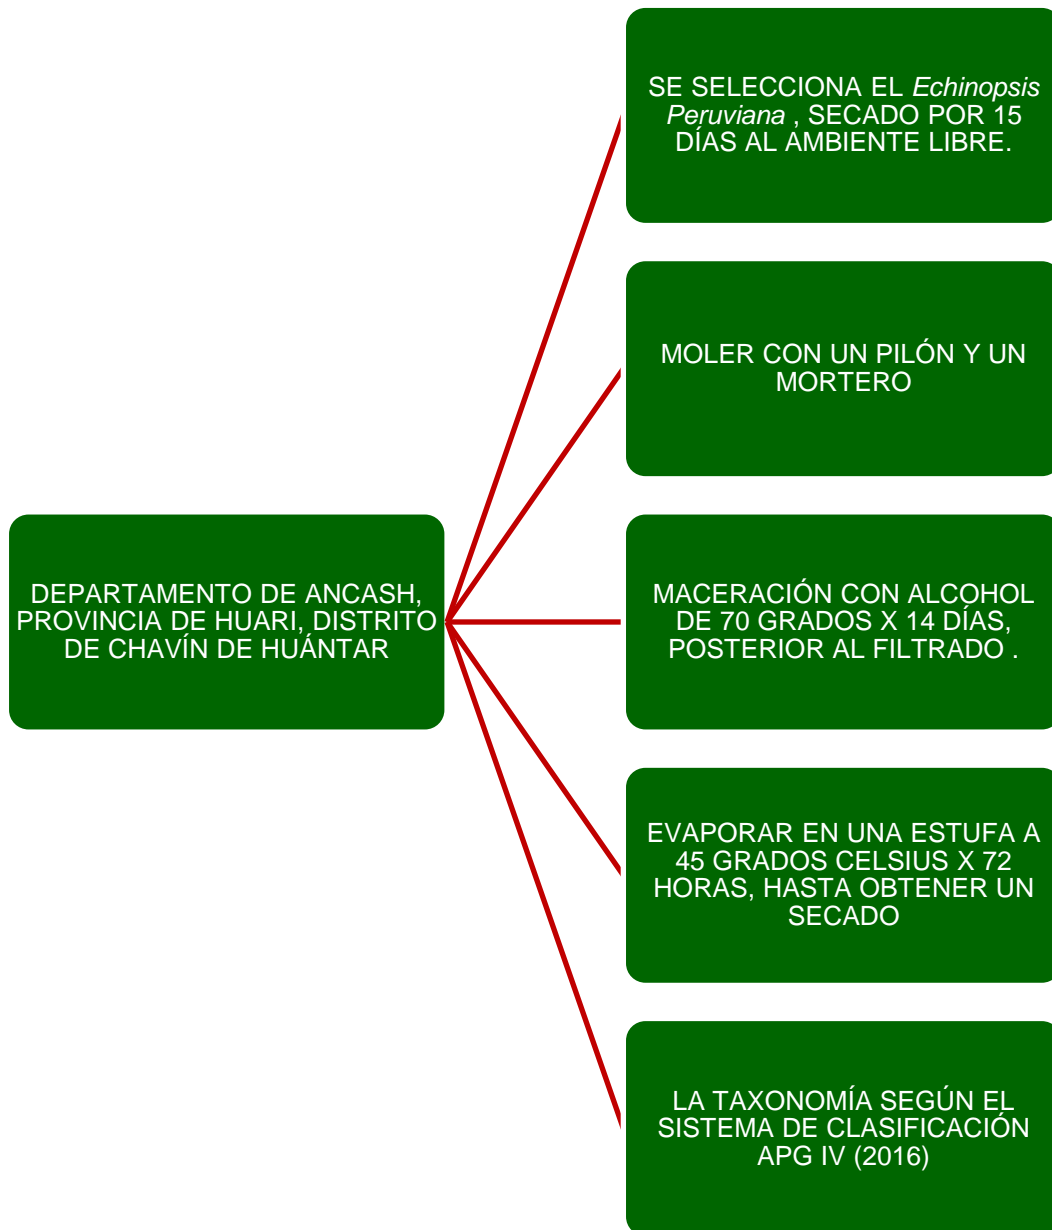 SE SELECCIONA EL Echinopsis
Peruviana , SECADO POR 15
DÍAS AL AMBIENTE LIBRE.
MOLER CON UN PILÓN Y UN
MORTERO
DEPARTAMENTO DE ANCASH,
PROVINCIA DE HUARI, DISTRITO
DE CHAVÍN DE HUÁNTAR
MACERACIÓN CON ALCOHOL
DE 70 GRADOS X 14 DÍAS,
POSTERIOR AL FILTRADO .
EVAPORAR EN UNA ESTUFA A
45 GRADOS CELSIUS X 72
HORAS, HASTA OBTENER UN
SECADO
LA TAXONOMÍA SEGÚN EL
SISTEMA DE CLASIFICACIÓN
APG IV (2016)